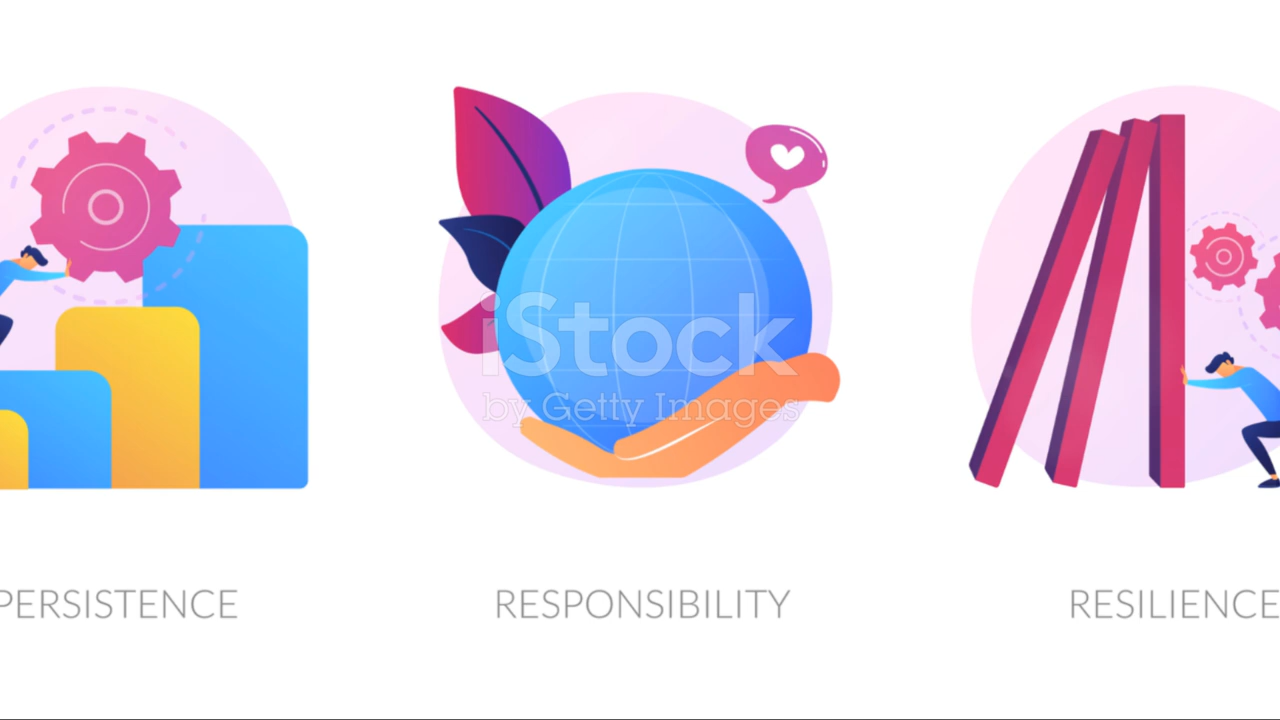 iStock
by Getty Images
PERSISTENCE
RESPONSIBILITY
RESILIENCE